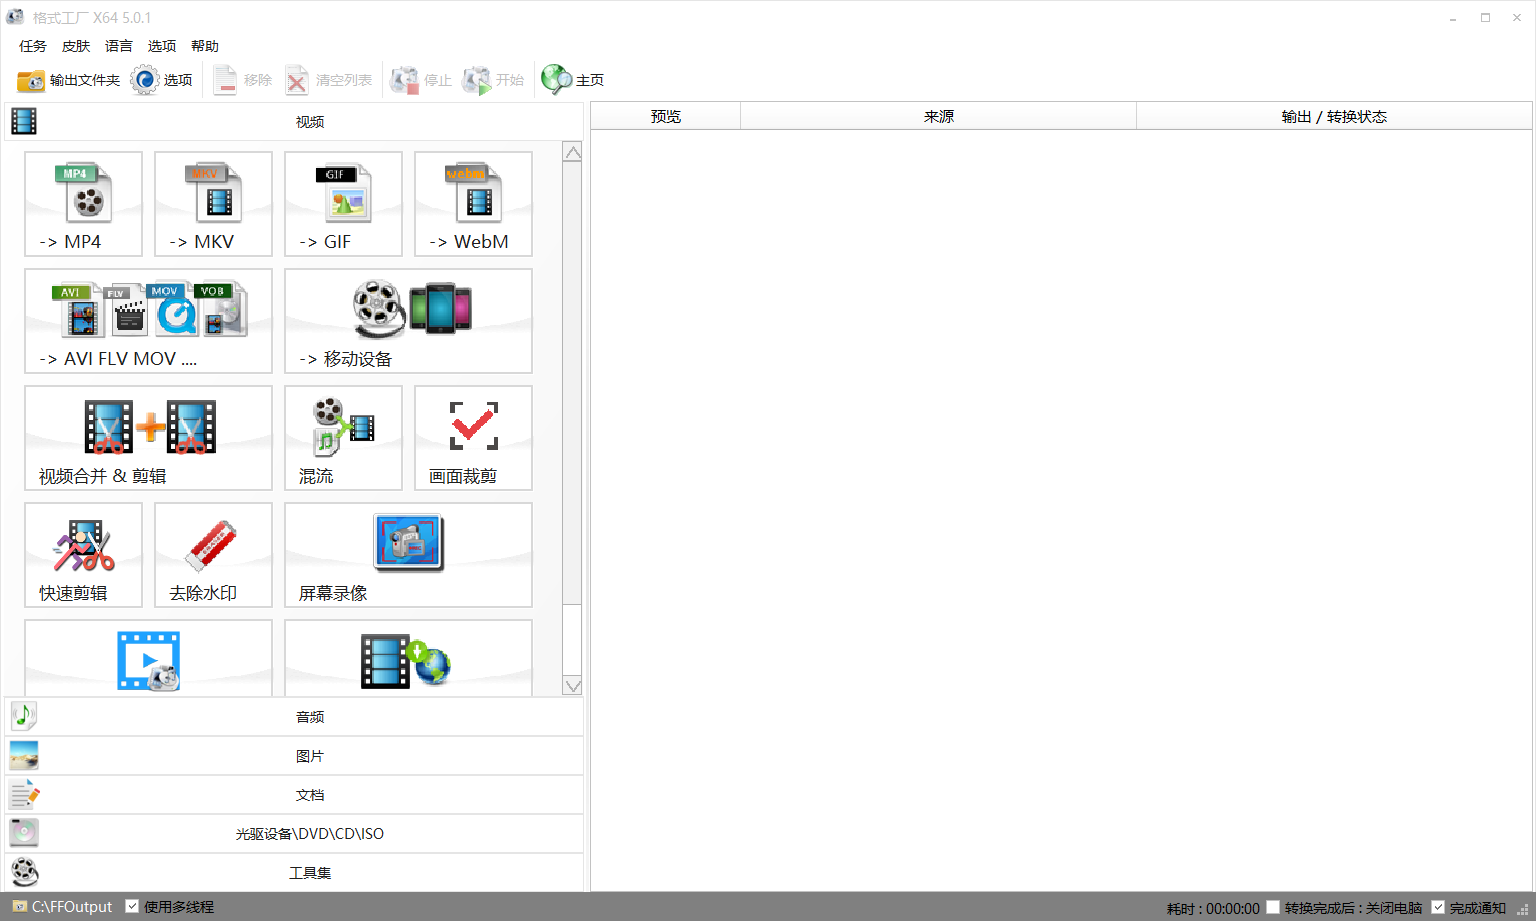 格式工厂 X64 5.0.1
任务 皮肤 语言 选项 帮助
输出文件夹 选项 移除 清空列表 停止 开始 主页
视频
预览 来源 输出 / 转换状态
MP4 MKV GIF webm
-> MP4 -> MKV -> GIF -> WebM
AVI FLV MOV VOB
-> AVI FLV MOV .... -> 移动设备
视频合并 & 剪辑 混流 画面裁剪
快速剪辑 去除水印 屏幕录像
音频
图片
文档
光驱设备\DVD\CD\ISO
工具集
C:\FFOutput 使用多线程 耗时 : 00:00:00 转换完成后 : 关闭电脑 完成通知